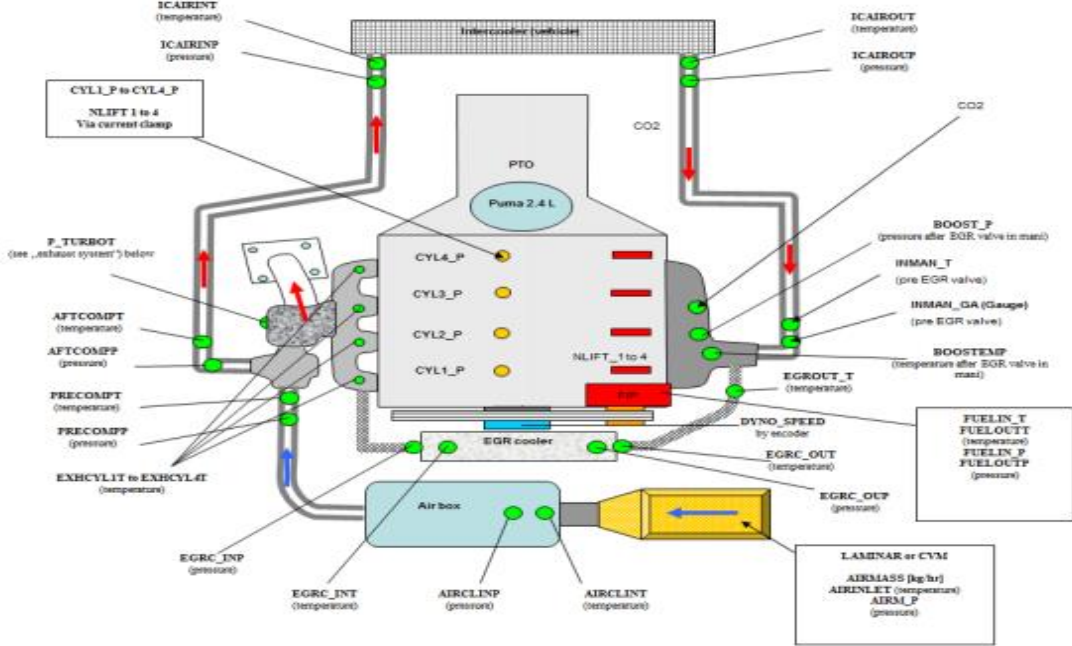 ICAIRINT
(temperature)
ICAIRINP
(pressure)
Intercooler (vehicle)
ICAIROUT
(temperature)
ICAIROUP
(pressure)
CYL1_P to CYL4_P
NLIFT 1 to 4
Via current clamp
CO2
CO2
PTO
Puma 2.4 L
P_TURBOT
(see „exhaust system") below
BOOST_P
(pressure after EGR valve in mani)
INMAN_T
(pre EGR valve)
INMAN_GA (Gauge)
(pre EGR valve)
BOOSTEMP
(temperature after EGR valve in
mani)
CYL4_P
CYL3_P
CYL2_P
CYL1_P
NLIFT_1to 4
AFTCOMPT
(temperature)
AFTCOMPP
(pressure)
PRECOMPT
(temperature)
PRECOMPP
(pressure)
EXHCYL1T to EXHCYL4T
(temperature)
EGROUT_T
(temperature)
DYNO_SPEED
by encoder
EGR cooler
EGRC_OUT
(temperature)
EGRC_OUP
(pressure)
FUELIN_T
FUELOUTT
(temperature)
FUELIN_P
FUELOUTP
(pressure)
Air box
EGRC_INP
(pressure)
EGRC_INT
(temperature)
AIRCLINP
(pressure)
AIRCLINT
(temperature)
LAMINAR or CVM
AIRMASS [kg/hr]
AIRINLET (temperature)
AIRM_P
(pressure)